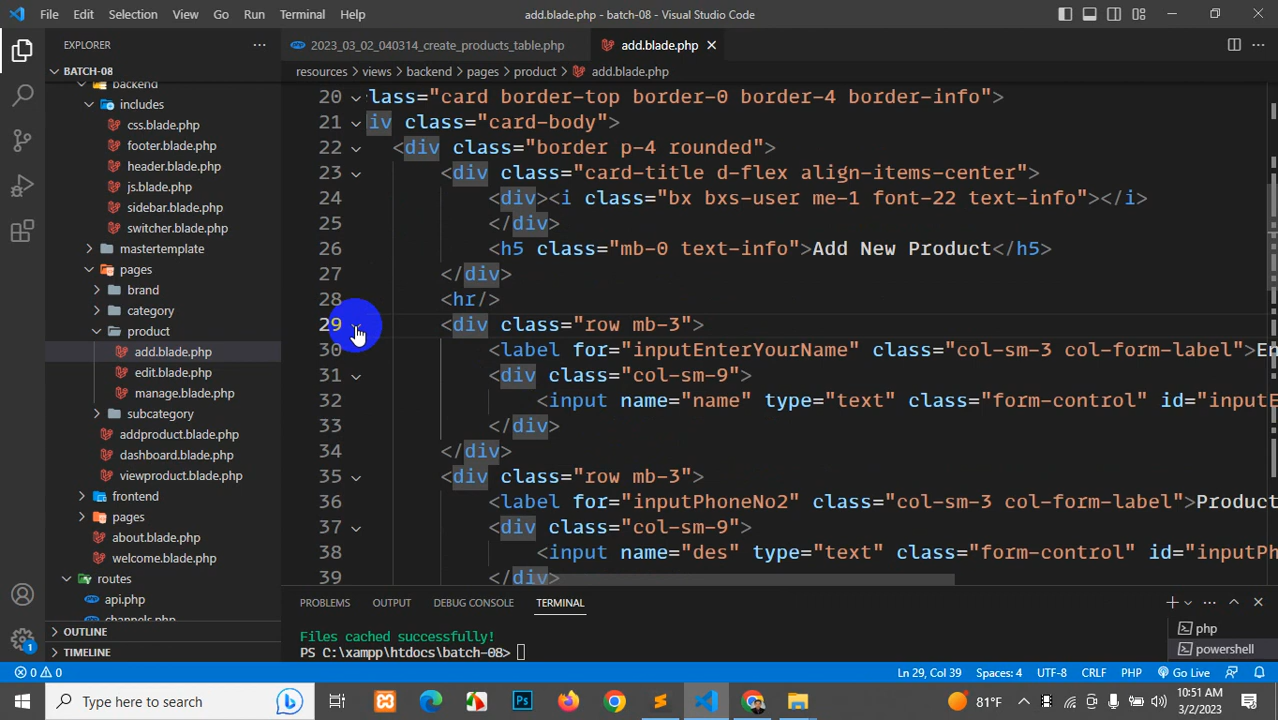 File Edit Selection View Go Run Terminal Help add.blade.php - batch-08 - Visual Studio Code
EXPLORER
BATCH-08
backend
includes
css.blade.php
footer.blade.php
header.blade.php
js.blade.php
sidebar.blade.php
switcher.blade.php
mastertemplate
pages
brand
category
product
add.blade.php
edit.blade.php
manage.blade.php
subcategory
addproduct.blade.php
dashboard.blade.php
viewproduct.blade.php
frontend
pages
about.blade.php
welcome.blade.php
routes
api.php
channels.php
OUTLINE
TIMELINE
2023_03_02_040314_create_products_table.php add.blade.php
resources > views > backend > pages > product > add.blade.php
20 lass="card border-top border-0 border-4 border-info">
21 iv class="card-body">
22 <div class="border p-4 rounded">
23 <div class="card-title d-flex align-items-center">
24 <div><i class="bx bxs-user me-1 font-22 text-info"></i>
25 </div>
26 <h5 class="mb-0 text-info">Add New Product</h5>
27 </div>
28 <hr/>
29 <div class="row mb-3">
30 <label for="inputEnterYourName" class="col-sm-3 col-form-label">En
31 <div class="col-sm-9">
32 <input name="name" type="text" class="form-control" id="inputE
33 </div>
34 </div>
35 <div class="row mb-3">
36 <label for="inputPhoneNo2" class="col-sm-3 col-form-label">Product
37 <div class="col-sm-9">
38 <input name="des" type="text" class="form-control" id="inputPh
39 </div>
PROBLEMS OUTPUT DEBUG CONSOLE TERMINAL
Files cached successfully!
PS C:\xampp\htdocs\batch-08>
php
powershell
1
0 0 Ln 29, Col 39 Spaces: 4 UTF-8 CRLF PHP Go Live
Type here to search
Ps
81°F
10:51 AM
3/2/2023